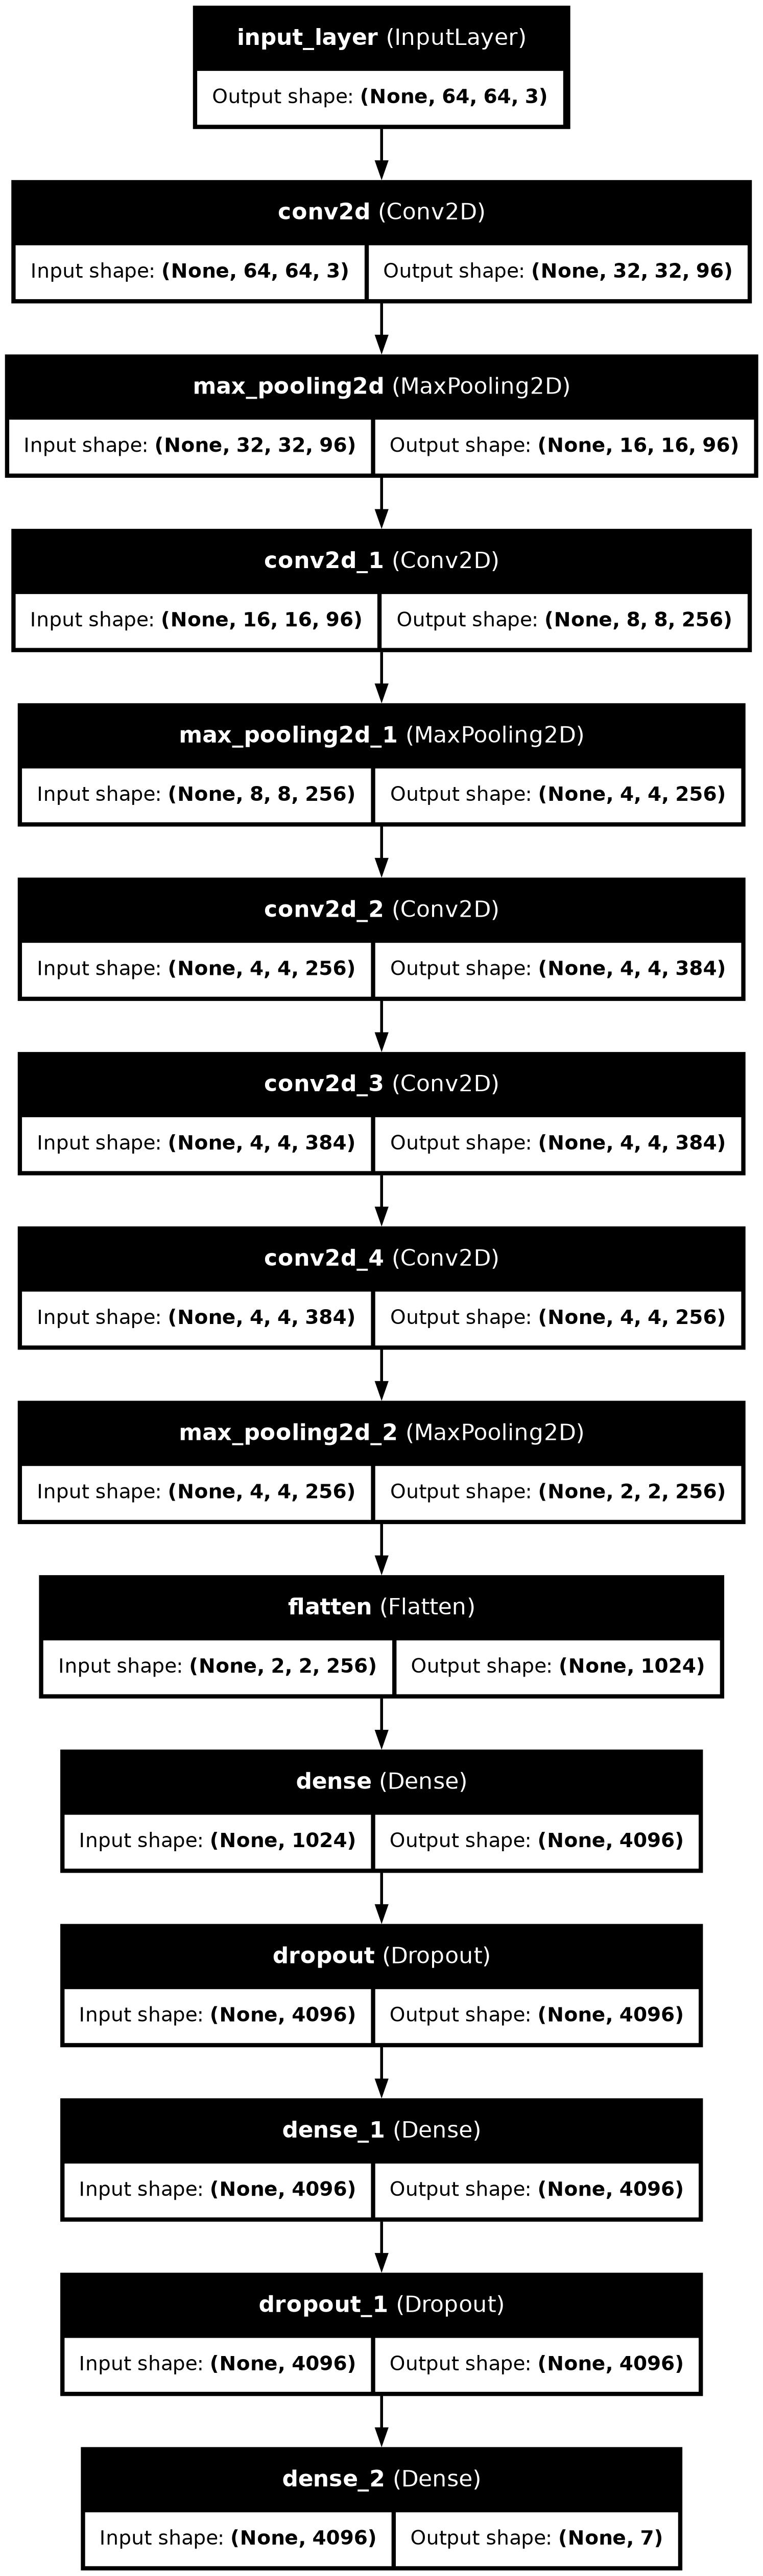 input_layer (InputLayer)
Output shape: (None, 64, 64, 3)
conv2d (Conv2D)
Input shape: (None, 64, 64, 3) Output shape: (None, 32, 32, 96)
max_pooling2d (MaxPooling2D)
Input shape: (None, 32, 32, 96) Output shape: (None, 16, 16, 96)
conv2d_1 (Conv2D)
Input shape: (None, 16, 16, 96) Output shape: (None, 8, 8, 256)
max_pooling2d_1 (MaxPooling2D)
Input shape: (None, 8, 8, 256) Output shape: (None, 4, 4, 256)
conv2d_2 (Conv2D)
Input shape: (None, 4, 4, 256) Output shape: (None, 4, 4, 384)
conv2d_3 (Conv2D)
Input shape: (None, 4, 4, 384) Output shape: (None, 4, 4, 384)
conv2d_4 (Conv2D)
Input shape: (None, 4, 4, 384) Output shape: (None, 4, 4, 256)
max_pooling2d_2 (MaxPooling2D)
Input shape: (None, 4, 4, 256) Output shape: (None, 2, 2, 256)
flatten (Flatten)
Input shape: (None, 2, 2, 256) Output shape: (None, 1024)
dense (Dense)
Input shape: (None, 1024) Output shape: (None, 4096)
dropout (Dropout)
Input shape: (None, 4096) Output shape: (None, 4096)
dense_1 (Dense)
Input shape: (None, 4096) Output shape: (None, 4096)
dropout_1 (Dropout)
Input shape: (None, 4096) Output shape: (None, 4096)
dense_2 (Dense)
Input shape: (None, 4096) Output shape: (None, 7)